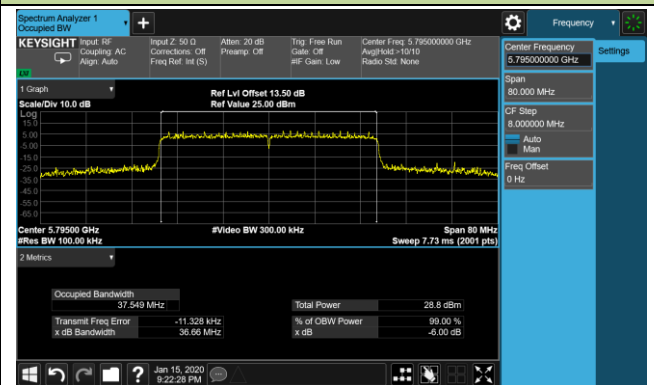 Spectrum Analyzer 1
Occupied BW
+
Frequency
KEYSIGHT
Input: RF
Coupling: AC
Align: Auto
Input Z: 50 Ω
Corrections: Off
Freq Ref: Int (S)
Atten: 20 dB
Preamp: Off
Trig: Free Run
Gate: Off
#IF Gain: Low
Center Freq: 5.795000000 GHz
Avg|Hold:>10/10
Radio Std: None
LVI
Center Frequency
5.795000000 GHz
Settings
Span
80.000 MHz
CF Step
8.000000 MHz
Auto
Man
Freq Offset
0 Hz
1 Graph
Scale/Div 10.0 dB
Ref Lvl Offset 13.50 dB
Ref Value 25.00 dBm
Log
15.0
5.00
-5.00
-15.0
-25.0
-35.0
-45.0
-55.0
-65.0
Center 5.79500 GHz
#Video BW 300.00 kHz
Span 80 MHz
#Res BW 100.00 kHz
Sweep 7.73 ms (2001 pts)
2 Metrics
Occupied Bandwidth
37.549 MHz
Total Power
28.8 dBm
Transmit Freq Error
-11.328 kHz
% of OBW Power
99.00 %
x dB Bandwidth
36.66 MHz
x dB
-6.00 dB
?
Jan 15, 2020
9:22:28 PM